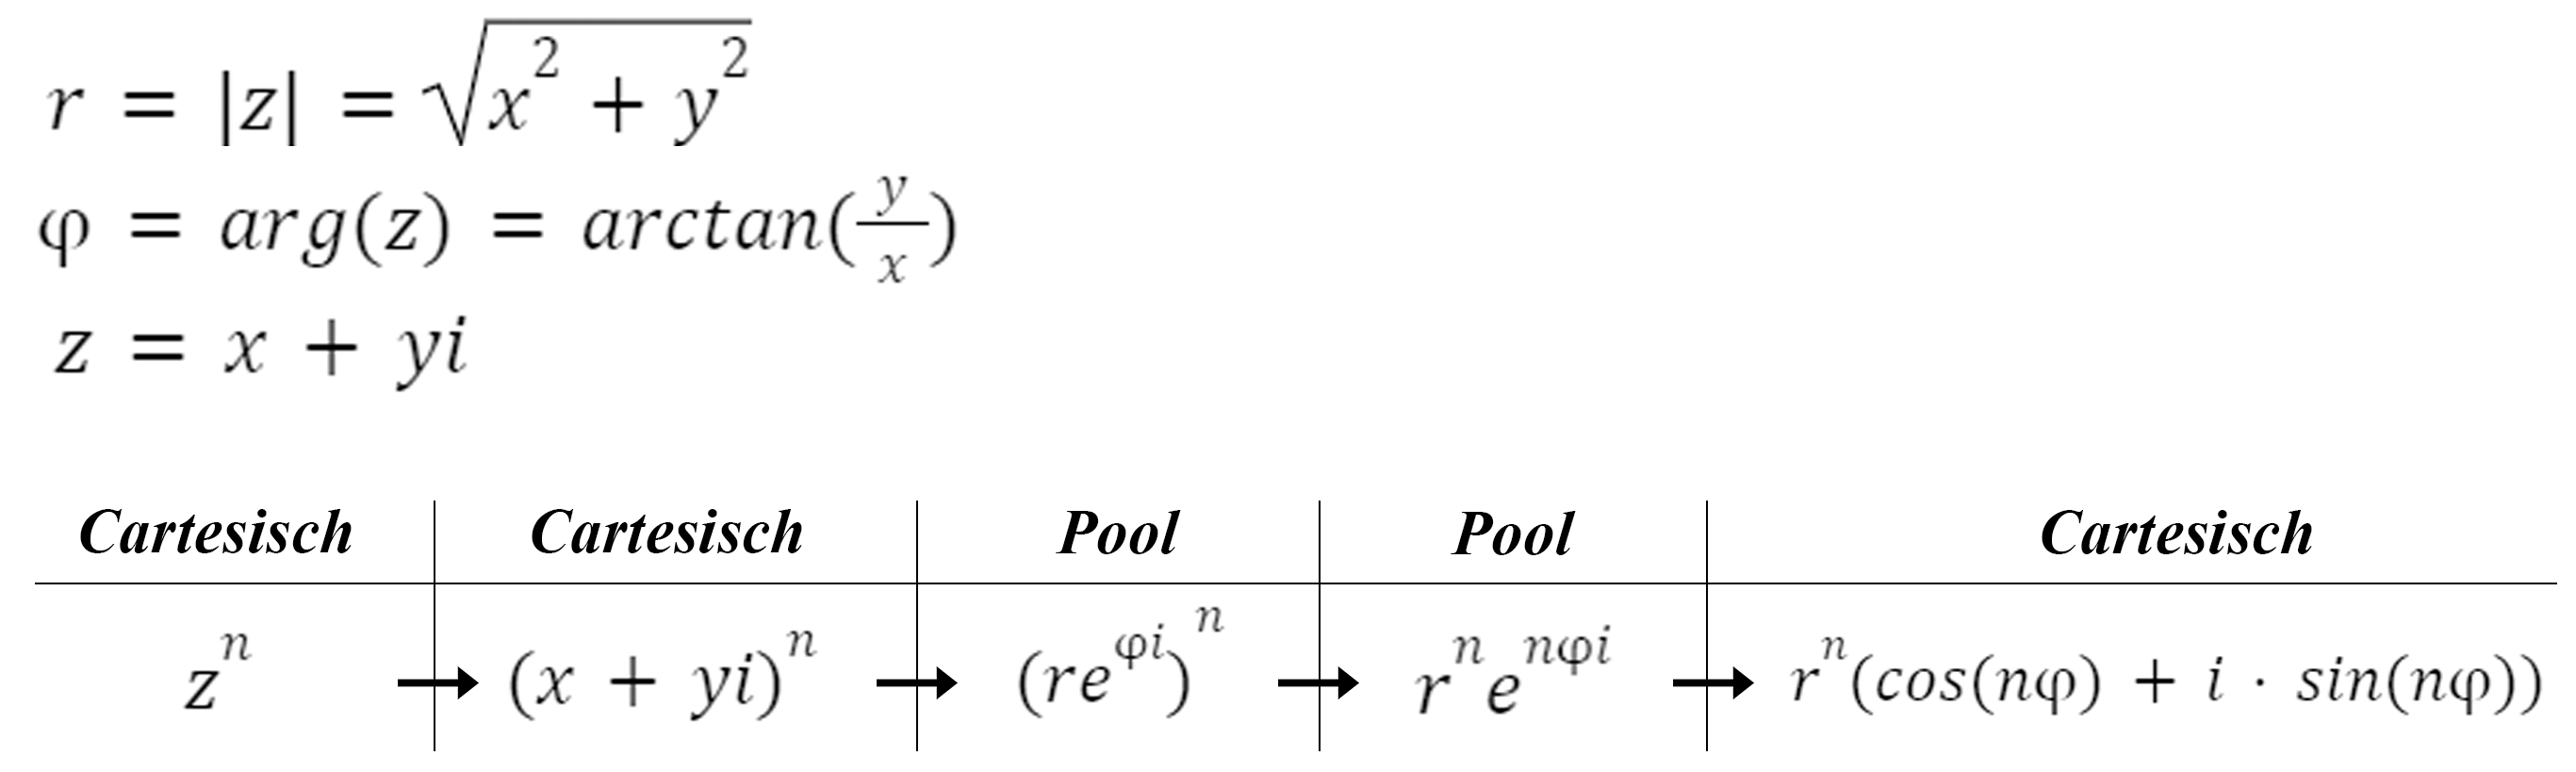 r = |z| = √(x² + y²)
φ = arg(z) = arctan(y/x)
z = x + yi
Cartesisch Cartesisch Pool Pool Cartesisch
zⁿ → (x + yi)ⁿ → (re^φi)ⁿ → rⁿe^nφi → rⁿ(cos(nφ) + i · sin(nφ))